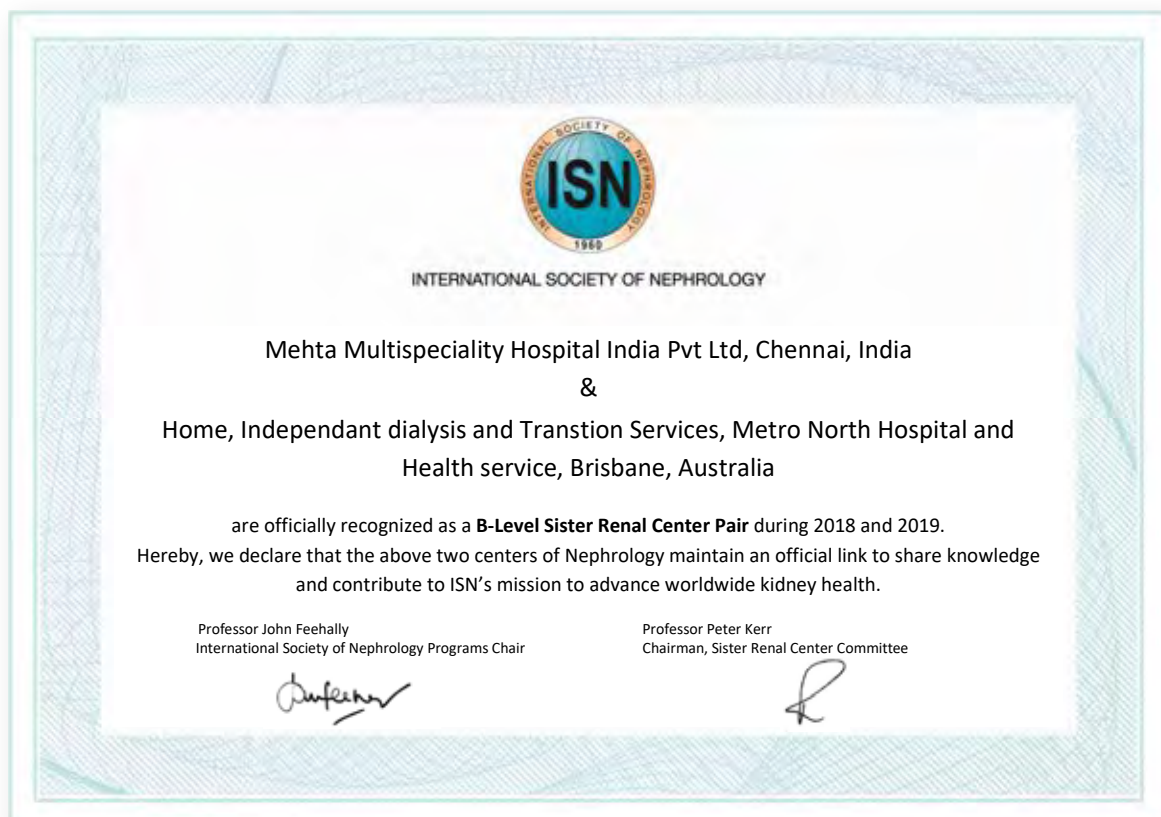 INTERNATIONAL SOCIETY OF NEPHROLOGY
ISN
1960
INTERNATIONAL SOCIETY OF NEPHROLOGY
Mehta Multispeciality Hospital India Pvt Ltd, Chennai, India
&
Home, Independant dialysis and Transtion Services, Metro North Hospital and
Health service, Brisbane, Australia
are officially recognized as a B-Level Sister Renal Center Pair during 2018 and 2019.
Hereby, we declare that the above two centers of Nephrology maintain an official link to share knowledge
and contribute to ISN’s mission to advance worldwide kidney health.
Professor John Feehally
International Society of Nephrology Programs Chair
Professor Peter Kerr
Chairman, Sister Renal Center Committee